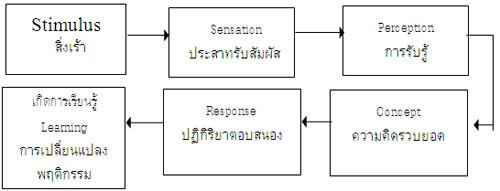 Stimulus
สิ่งเร้า
Sensation
ประสาทรับสัมผัส
Perception
การรับรู้
Concept
ความคิดรวบยอด
Response
ปฏิกิริยาตอบสนอง
เกิดการเรียนรู้
Learning
การเปลี่ยนแปลง
พฤติกรรม